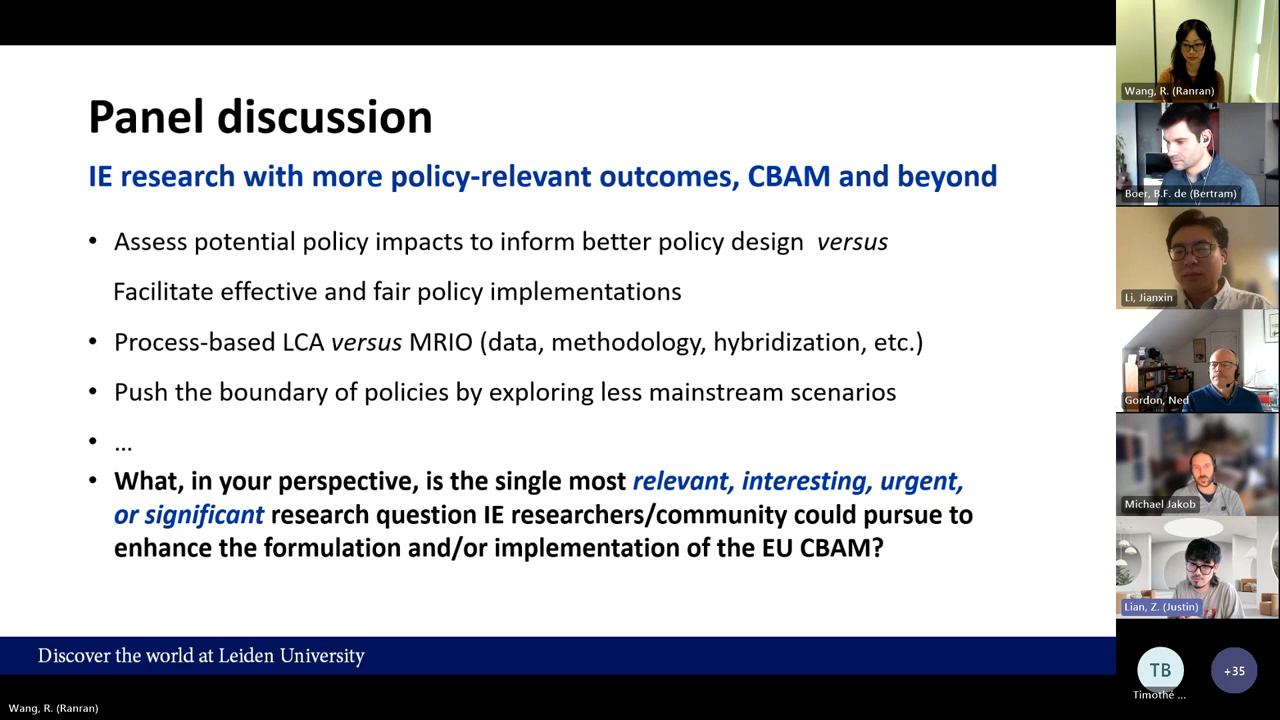 Panel discussion
IE research with more policy-relevant outcomes, CBAM and beyond
• Assess potential policy impacts to inform better policy design versus
Facilitate effective and fair policy implementations
• Process-based LCA versus MRIO (data, methodology, hybridization, etc.)
• Push the boundary of policies by exploring less mainstream scenarios
• ...
• What, in your perspective, is the single most relevant, interesting, urgent,
or significant research question IE researchers/community could pursue to
enhance the formulation and/or implementation of the EU CBAM?
Discover the world at Leiden University
Wang, R. (Ranran)
Wang, R. (Ranran)
Boer, B.F. de (Bertram)
Li, Jianxin
Gordon, Ned
Michael Jakob
Lian, Z. (Justin)
TB
Timothé ...
+35